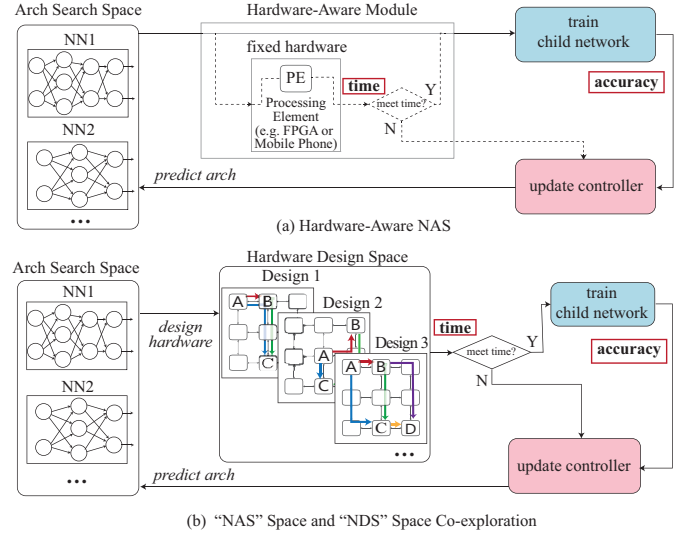 Arch Search Space
NN1
NN2
...
Hardware-Aware Module
fixed hardware
PE
Processing
Element
(e.g. FPGA or
Mobile Phone)
time
meet time?
Y
N
train
child network
accuracy
update controller
predict arch
(a) Hardware-Aware NAS
Arch Search Space
NN1
NN2
...
design
hardware
Hardware Design Space
Design 1
A B
C
Design 2
B
A
C
Design 3
A B
C D
...
time
meet time?
Y
N
train
child network
accuracy
update controller
predict arch
(b) “NAS” Space and “NDS” Space Co-exploration